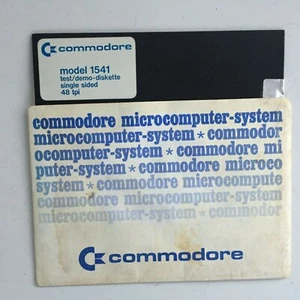 commodore
model 1541
test/demo-diskette
single sided
48 tpi
commodore microcomputer-system
microcomputer-system * commodor
ocomputer-system * commodore mi
puter-system * commodore microco
system * commodore microcompute
commodore microcomputer-system
microcomputer-system * commodor
commodore